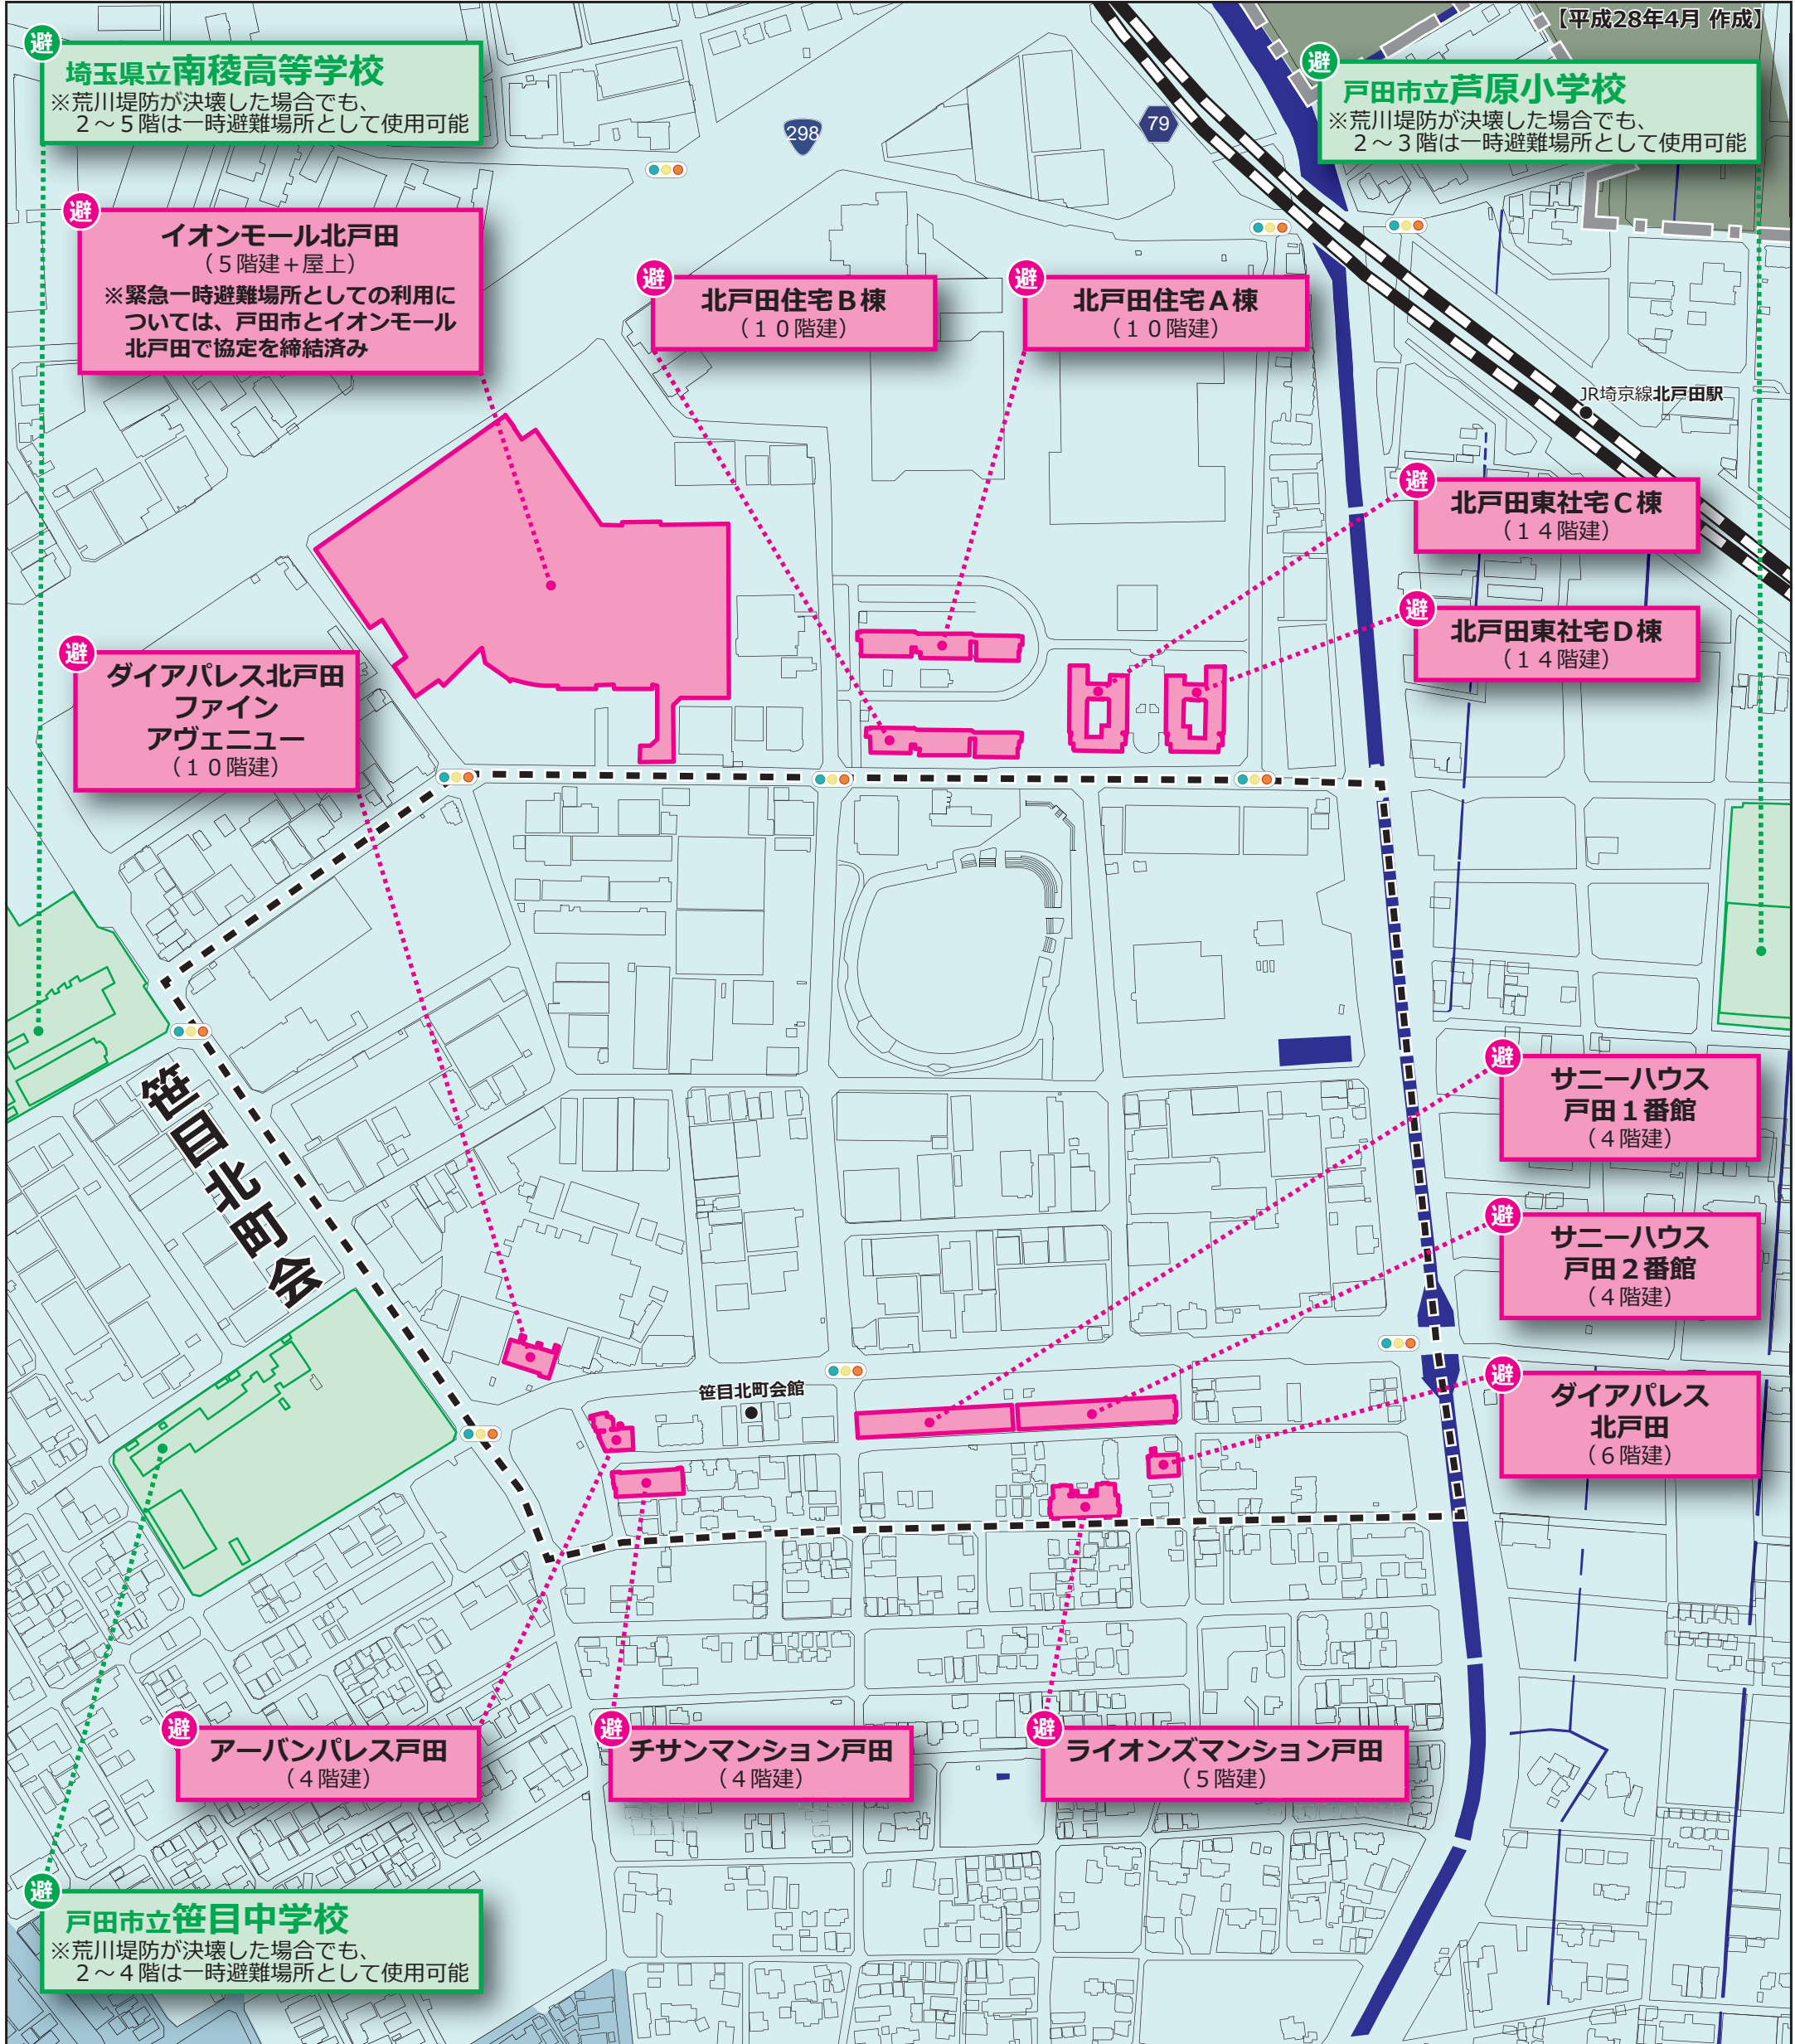 【平成28年4月 作成】
避
埼玉県立南稜高等学校
※荒川堤防が決壊した場合でも、
２～５階は一時避難場所として使用可能
避
戸田市立芦原小学校
※荒川堤防が決壊した場合でも、
２～３階は一時避難場所として使用可能
298
79
避
イオンモール北戸田
（５階建＋屋上）
※緊急一時避難場所としての利用に
ついては、戸田市とイオンモール
北戸田で協定を締結済み
避
北戸田住宅Ｂ棟
（１０階建）
避
北戸田住宅Ａ棟
（１０階建）
JR埼京線北戸田駅
避
北戸田東社宅Ｃ棟
（１４階建）
避
北戸田東社宅Ｄ棟
（１４階建）
避
ダイアパレス北戸田
ファイン
アヴェニュー
（１０階建）
笹目北町会
避
サニーハウス
戸田１番館
（４階建）
避
サニーハウス
戸田２番館
（４階建）
笹目北町会館
避
ダイアパレス
北戸田
（６階建）
避
アーバンパレス戸田
（４階建）
避
チサンマンション戸田
（４階建）
避
ライオンズマンション戸田
（５階建）
避
戸田市立笹目中学校
※荒川堤防が決壊した場合でも、
２～４階は一時避難場所として使用可能